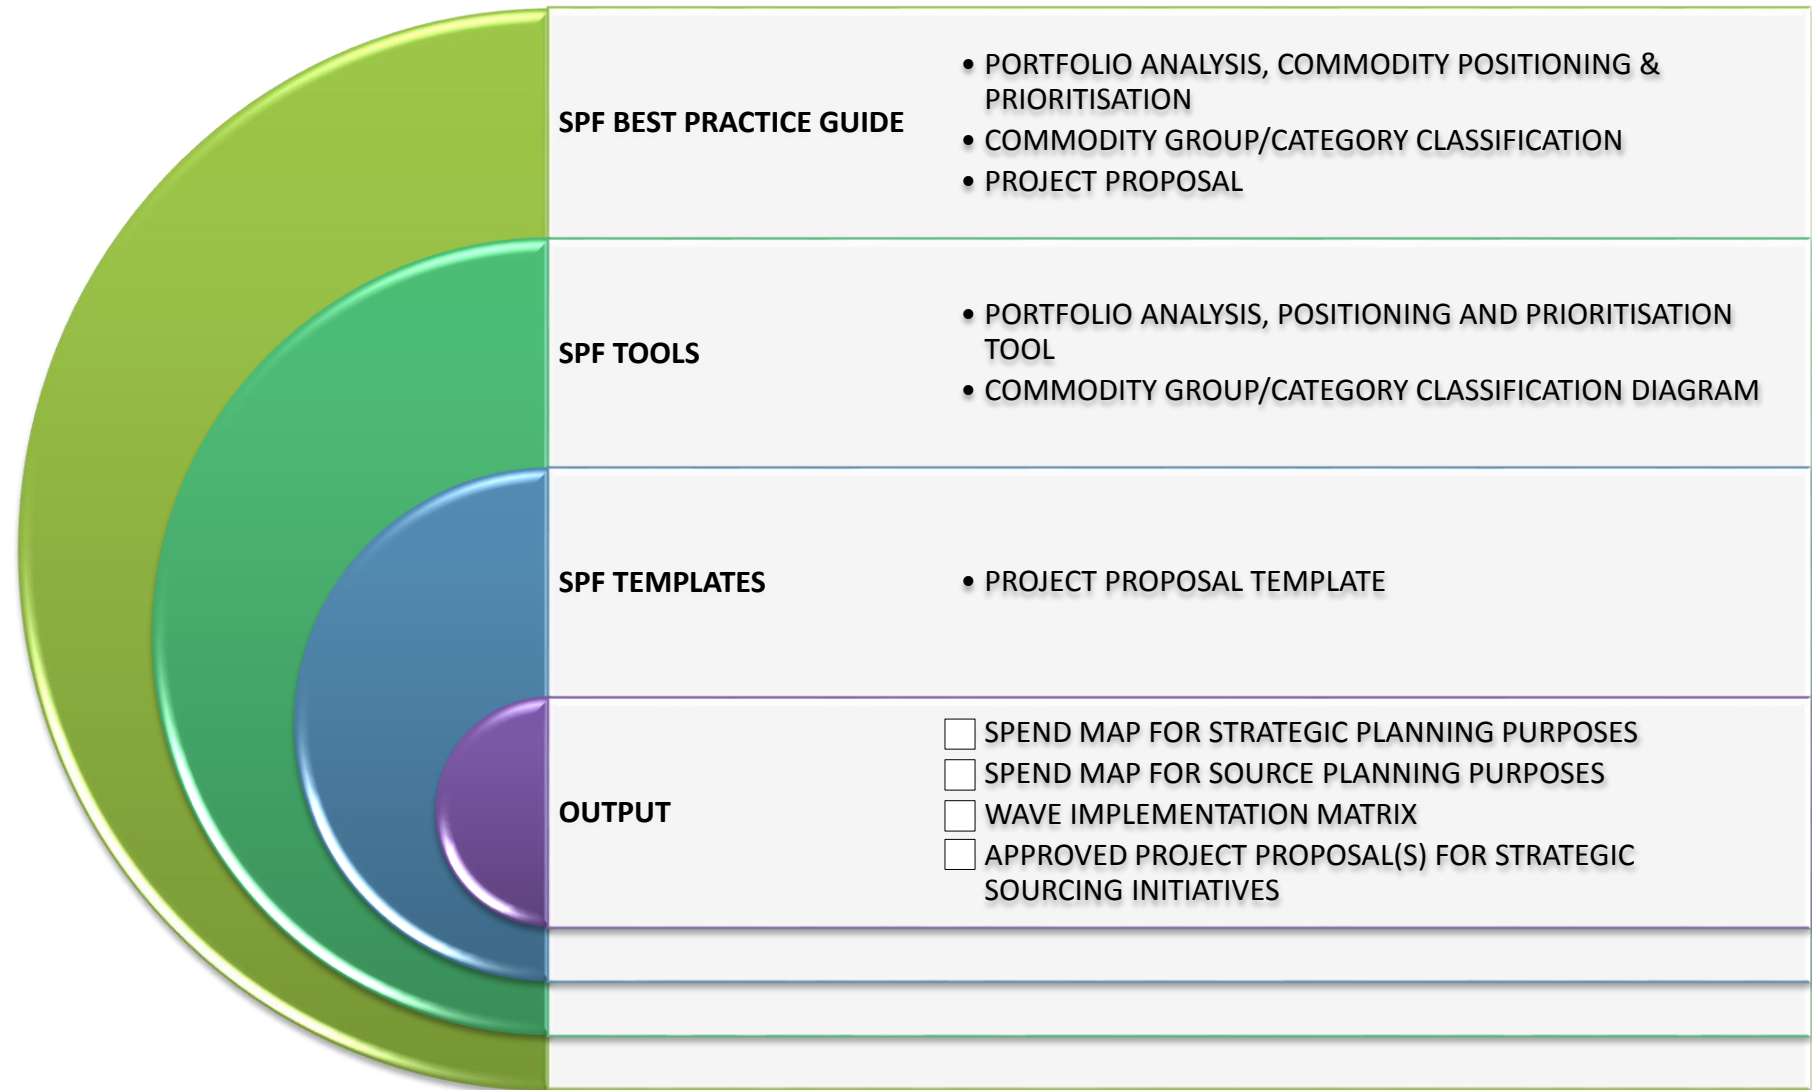 SPF BEST PRACTICE GUIDE
• PORTFOLIO ANALYSIS, COMMODITY POSITIONING &
PRIORITISATION
• COMMODITY GROUP/CATEGORY CLASSIFICATION
• PROJECT PROPOSAL
SPF TOOLS
• PORTFOLIO ANALYSIS, POSITIONING AND PRIORITISATION
TOOL
• COMMODITY GROUP/CATEGORY CLASSIFICATION DIAGRAM
SPF TEMPLATES
• PROJECT PROPOSAL TEMPLATE
OUTPUT
SPEND MAP FOR STRATEGIC PLANNING PURPOSES
SPEND MAP FOR SOURCE PLANNING PURPOSES
WAVE IMPLEMENTATION MATRIX
APPROVED PROJECT PROPOSAL(S) FOR STRATEGIC
SOURCING INITIATIVES